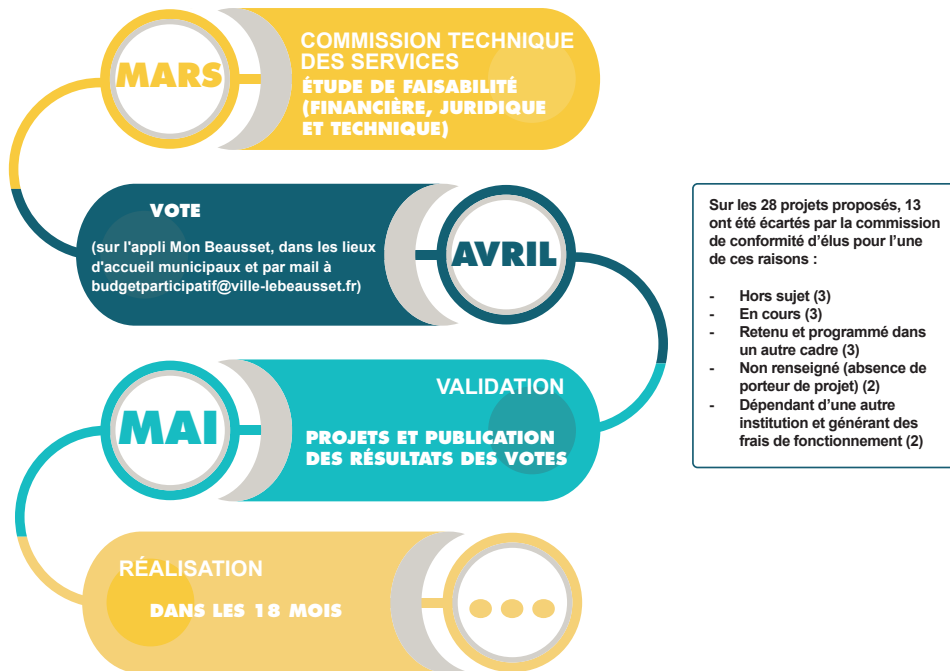 MARS
COMMISSION TECHNIQUE
DES SERVICES
ÉTUDE DE FAISABILITÉ
(FINANCIÈRE, JURIDIQUE
ET TECHNIQUE)
VOTE
(sur l'appli Mon Beausset, dans les lieux
d'accueil municipaux et par mail à
budgetparticipatif@ville-lebeausset.fr)
AVRIL
MAI
VALIDATION
PROJETS ET PUBLICATION
DES RÉSULTATS DES VOTES
RÉALISATION
DANS LES 18 MOIS
Sur les 28 projets proposés, 13
ont été écartés par la commission
de conformité d'élus pour l'une
de ces raisons :
- Hors sujet (3)
- En cours (3)
- Retenu et programmé dans
un autre cadre (3)
- Non renseigné (absence de
porteur de projet) (2)
- Dépendant d'une autre
institution et générant des
frais de fonctionnement (2)